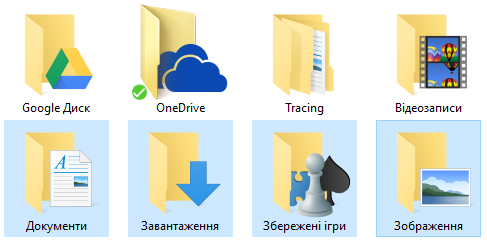 Google Диск
OneDrive
Tracing
Відеозаписи
Документи
Завантаження
Збережені ігри
Зображення